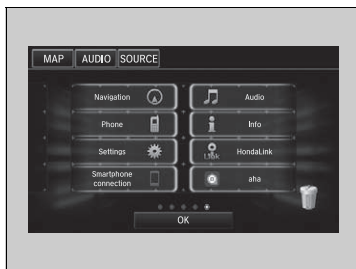 MAP AUDIO SOURCE
Navigation Audio
Phone Info
Settings HondaLink
Smartphone
connection
aha
OK